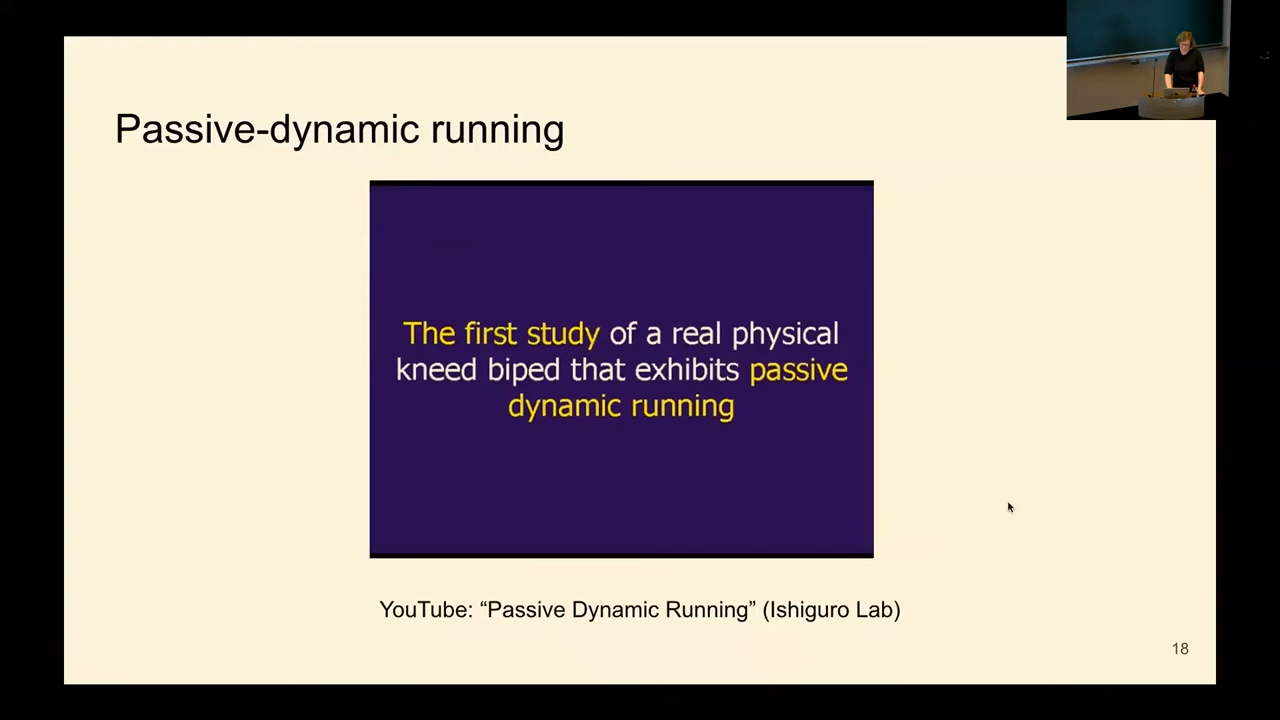 Passive-dynamic running
The first study of a real physical
kneed biped that exhibits passive
dynamic running
YouTube: “Passive Dynamic Running” (Ishiguro Lab)
18